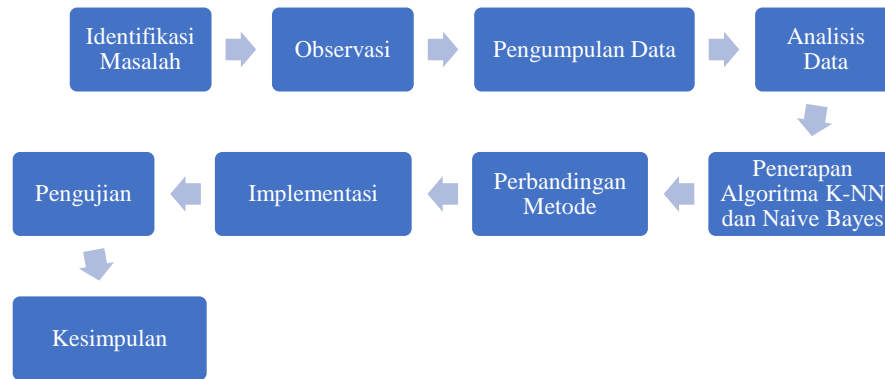 Identifikasi
Masalah
Observasi
Pengumpulan Data
Analisis
Data
Penerapan
Algoritma K-NN
dan Naive Bayes
Perbandingan
Metode
Implementasi
Pengujian
Kesimpulan